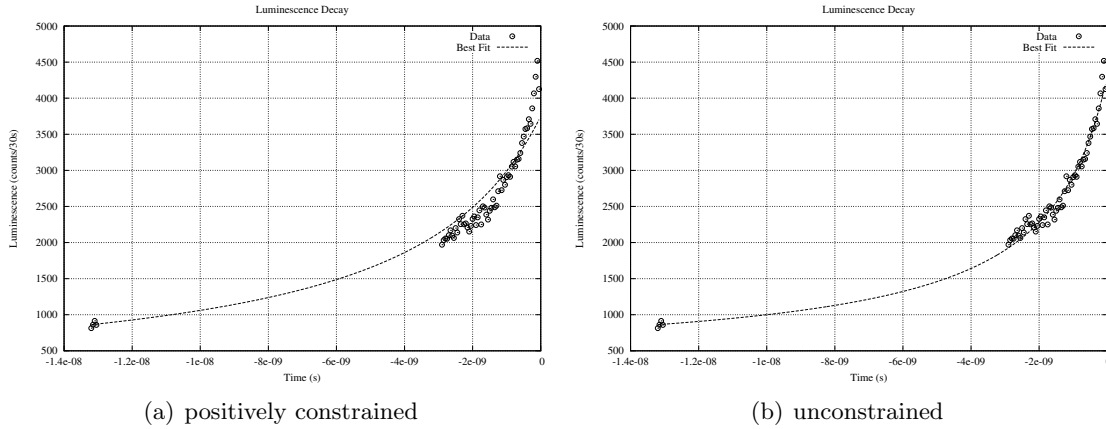 Luminescence Decay
5000
4500
4000
3500
3000
2500
2000
1500
1000
500
Luminescence (counts/30s)
Data
Best Fit
-1.4e-08 -1.2e-08 -1e-08 -8e-09 -6e-09 -4e-09 -2e-09 0
Time (s)
(a) positively constrained
Luminescence Decay
5000
4500
4000
3500
3000
2500
2000
1500
1000
500
Luminescence (counts/30s)
Data
Best Fit
-1.4e-08 -1.2e-08 -1e-08 -8e-09 -6e-09 -4e-09 -2e-09 0
Time (s)
(b) unconstrained